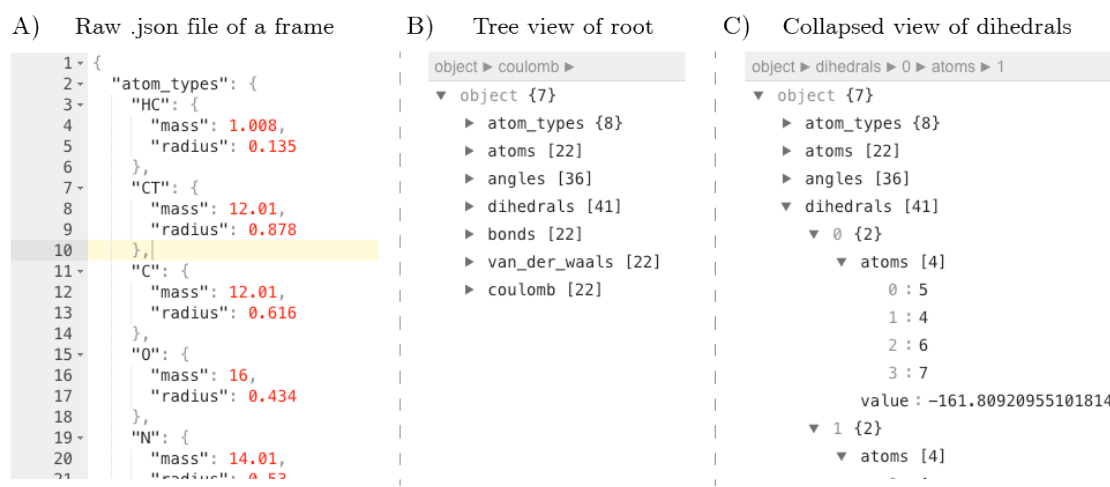 A) Raw .json file of a frame
1 {
2 "atom_types": {
3 "HC": {
4 "mass": 1.008,
5 "radius": 0.135
6 },
7 "CT": {
8 "mass": 12.01,
9 "radius": 0.878
10 },
11 "C": {
12 "mass": 12.01,
13 "radius": 0.616
14 },
15 "O": {
16 "mass": 16,
17 "radius": 0.434
18 },
19 "N": {
20 "mass": 14.01,
21 "radius": 0.53
B) Tree view of root
object ► coulomb ►
▼ object {7}
► atom_types {8}
► atoms [22]
► angles [36]
► dihedrals [41]
► bonds [22]
► van_der_waals [22]
► coulomb [22]
C) Collapsed view of dihedrals
object ► dihedrals ► 0 ► atoms ► 1
▼ object {7}
► atom_types {8}
► atoms [22]
► angles [36]
▼ dihedrals [41]
▼ 0 {2}
▼ atoms [4]
0 : 5
1 : 4
2 : 6
3 : 7
value : -161.80920955101814
▼ 1 {2}
▼ atoms [4]